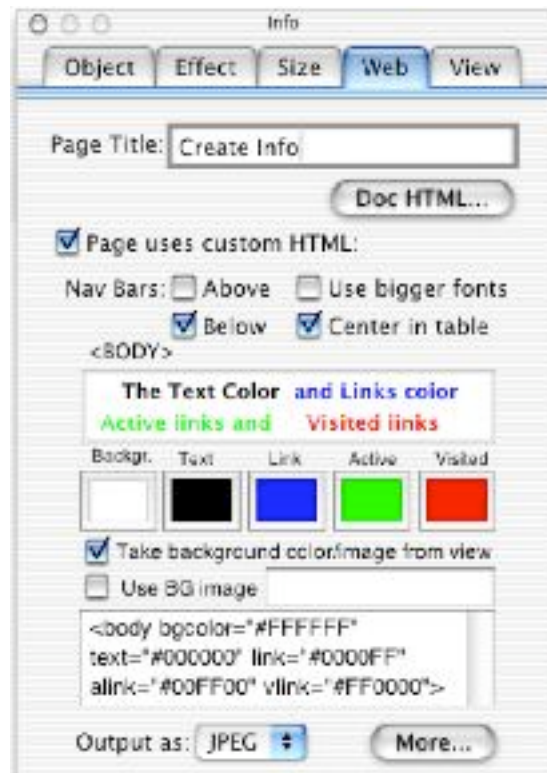 Info
Object Effect Size Web View
Page Title: Create Info
Doc HTML...
Page uses custom HTML:
Nav Bars: Above Use bigger fonts
Below Center in table
<BODY>
The Text Color and Links color
Active links and Visited links
Backgr. Text Link Active Visited
Take background color/image from view
Use BG image
<body bgcolor="#FFFFFF"
text="#000000" link="#0000FF"
alink="#00FF00" vlink="#FF0000">
Output as: JPEG More...